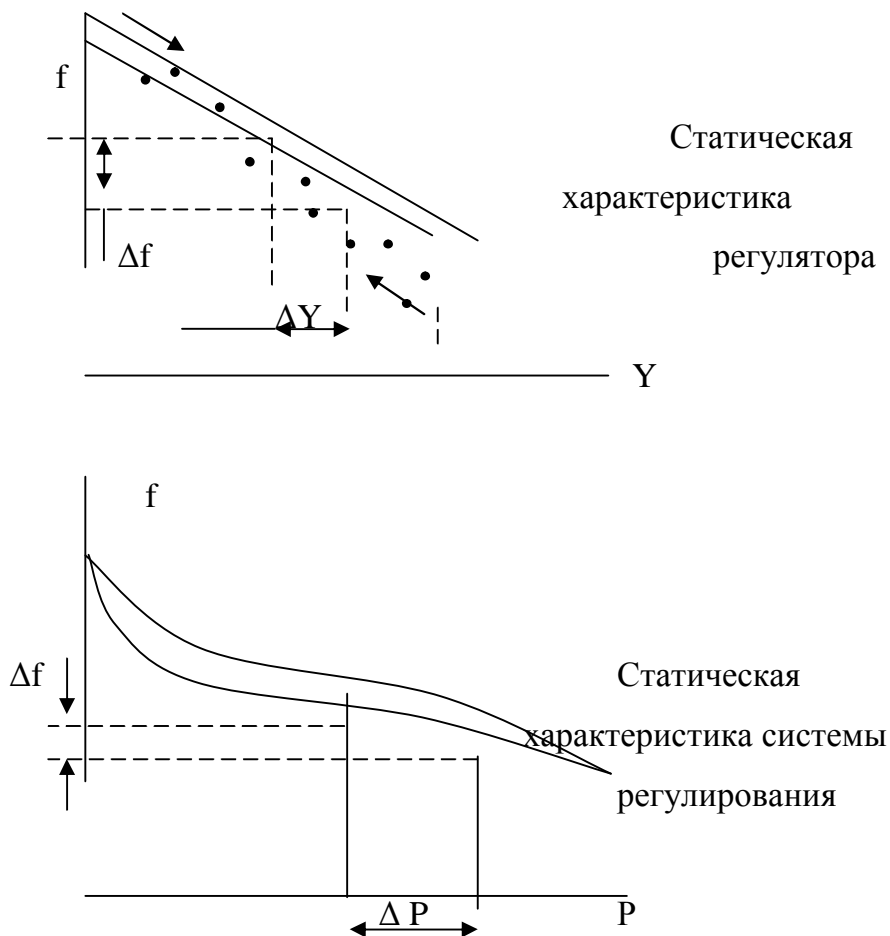 f
Статическая
характеристика
регулятора
Δf
ΔY
Y
f
Δf
Статическая
характеристика системы
регулирования
Δ P
P